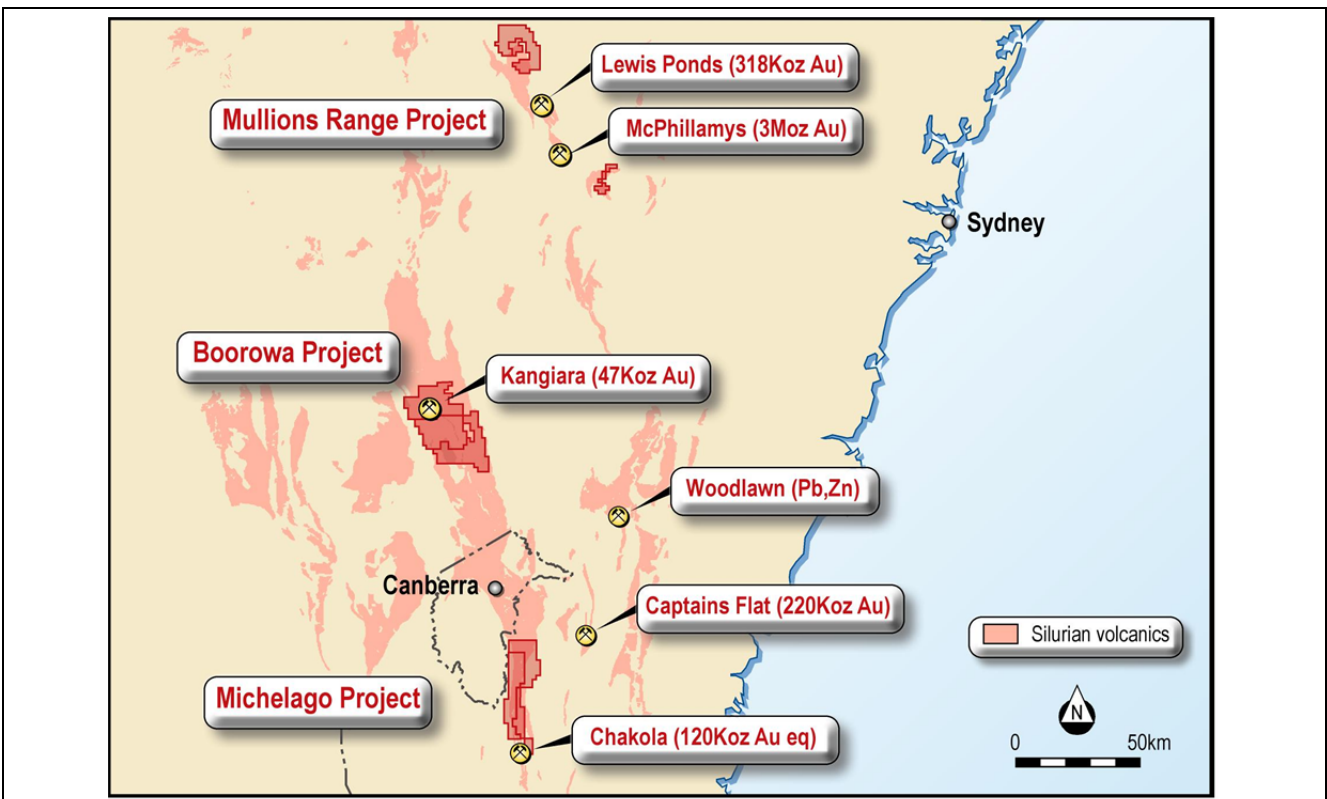 Lewis Ponds (318Koz Au)
Mullions Range Project
McPhillamys (3Moz Au)
Sydney
Boorowa Project
Kangiara (47Koz Au)
Woodlawn (Pb,Zn)
Canberra
Captains Flat (220Koz Au)
Silurian volcanics
Michelago Project
N
Chakola (120Koz Au eq)
0 50km